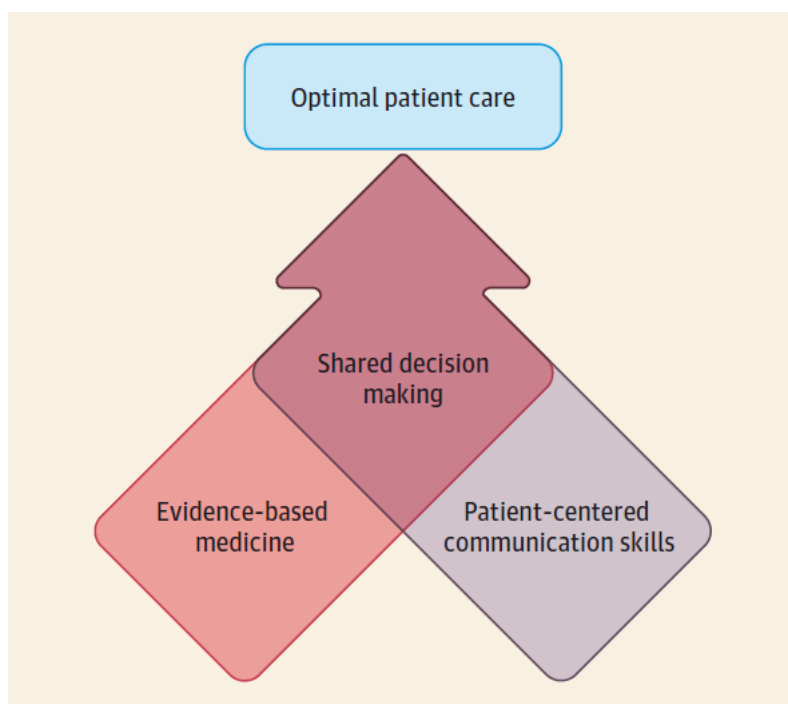 Optimal patient care
Shared decision
making
Evidence-based
medicine
Patient-centered
communication skills